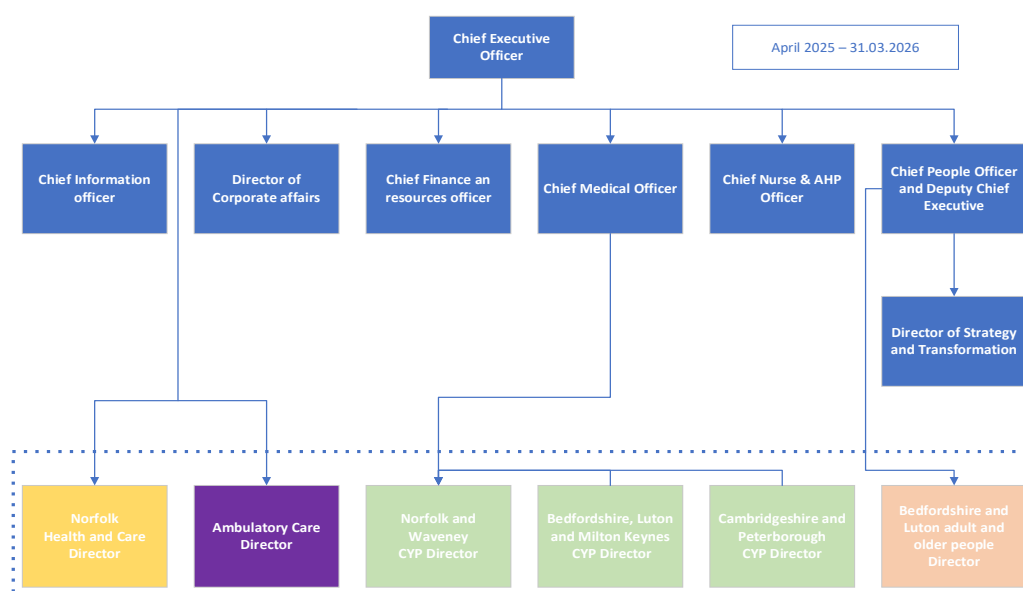 Chief Executive
Officer
April 2025 – 31.03.2026
Chief Information
officer
Director of
Corporate affairs
Chief Finance an
resources officer
Chief Medical Officer
Chief Nurse & AHP
Officer
Chief People Officer
and Deputy Chief
Executive
Director of Strategy
and Transformation
Norfolk
Health and Care
Director
Ambulatory Care
Director
Norfolk and
Waveney
CYP Director
Bedfordshire, Luton
and Milton Keynes
CYP Director
Cambridgeshire and
Peterborough
CYP Director
Bedfordshire and
Luton adult and
older people
Director